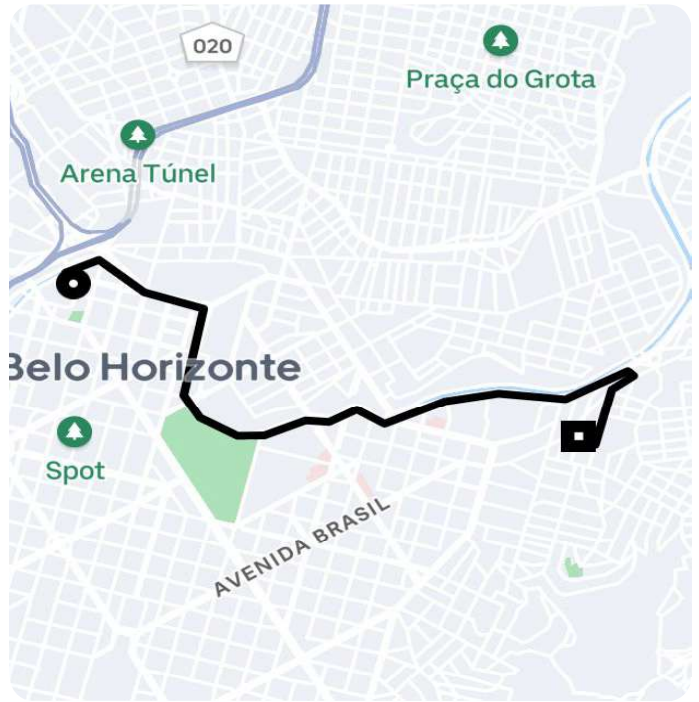 020
Praça do Grota
Arena Túnel
Belo Horizonte
Spot
AVENIDA BRASIL